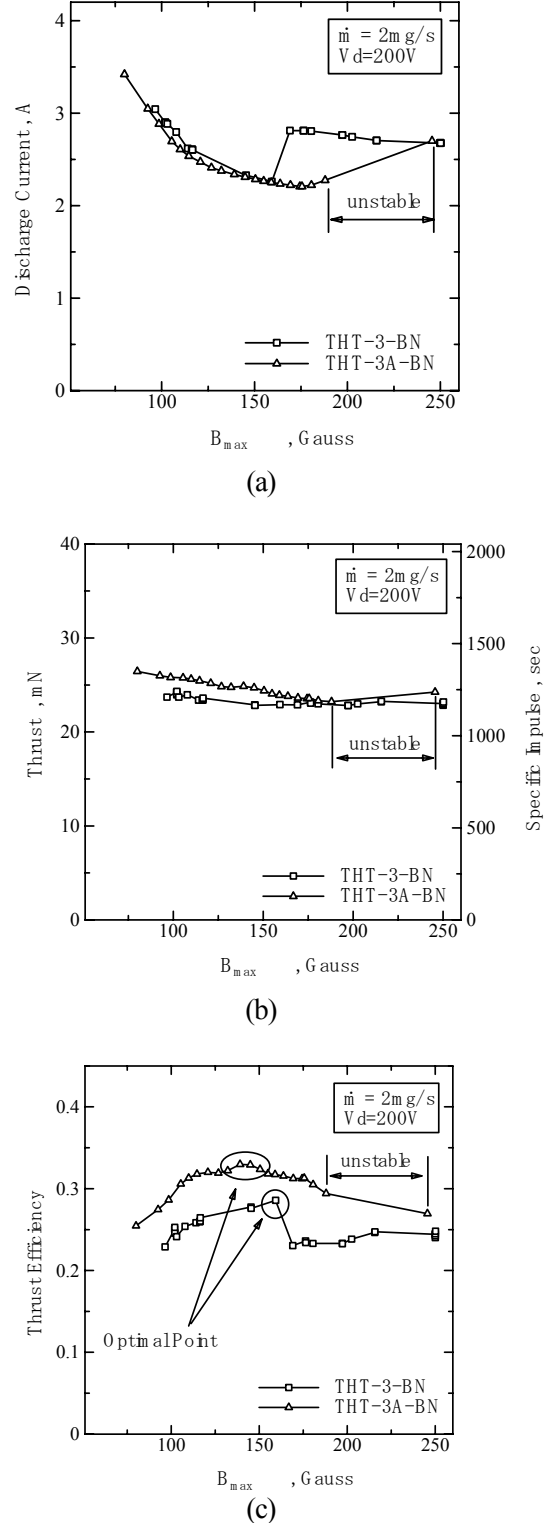 4
3
2
1
0
Discharge Current, A
ṁ = 2mg/s
Vd=200V
unstable
THT-3-BN
THT-3A-BN
100
150
200
250
Bmax , Gauss
(a)
40
30
20
10
0
Thrust, mN
ṁ = 2mg/s
Vd=200V
2000
1500
1000
500
0
Specific Impulse, sec
unstable
THT-3-BN
THT-3A-BN
100
150
200
250
Bmax , Gauss
(b)
0.4
0.3
0.2
0.1
0
Thrust Efficiency
ṁ = 2mg/s
Vd=200V
unstable
Optimal Point
THT-3-BN
THT-3A-BN
100
150
200
250
Bmax , Gauss
(c)